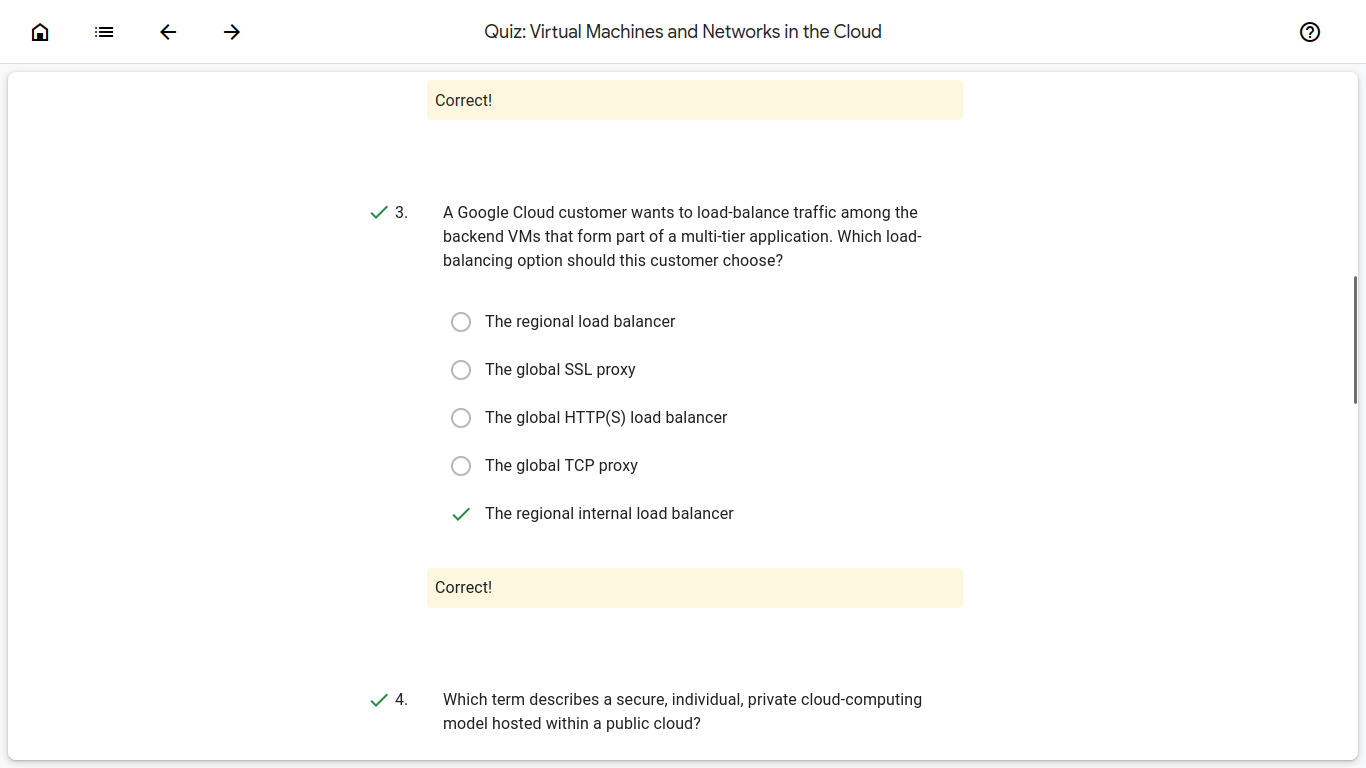 Quiz: Virtual Machines and Networks in the Cloud
Correct!
3. A Google Cloud customer wants to load-balance traffic among the
backend VMs that form part of a multi-tier application. Which load-
balancing option should this customer choose?
The regional load balancer
The global SSL proxy
The global HTTP(S) load balancer
The global TCP proxy
The regional internal load balancer
Correct!
4. Which term describes a secure, individual, private cloud-computing
model hosted within a public cloud?